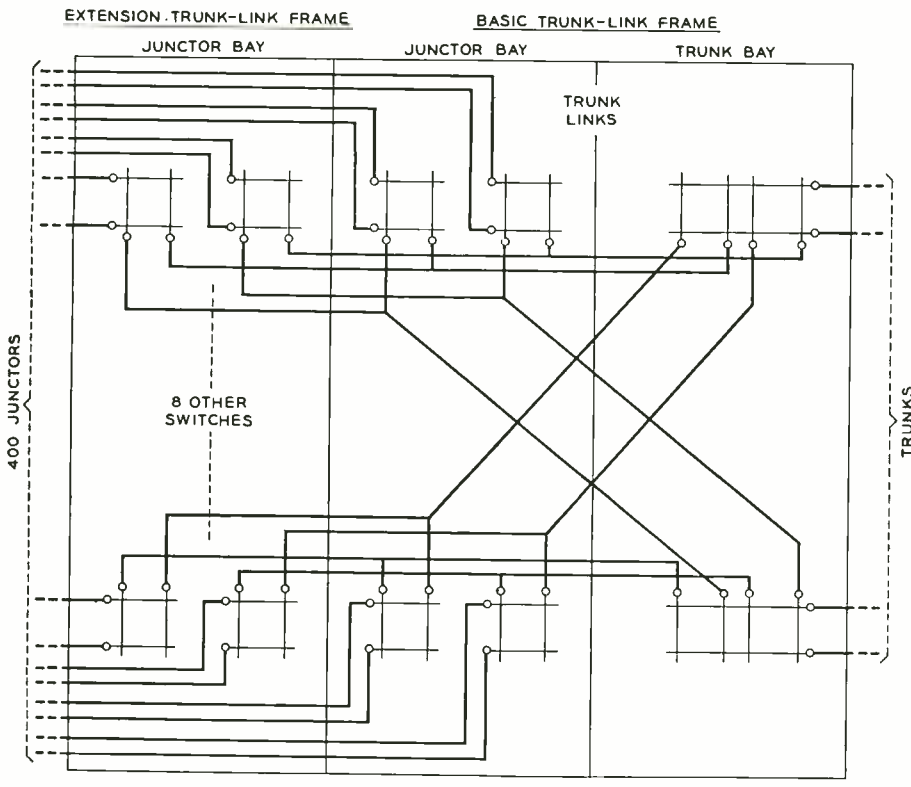 EXTENSION.TRUNK-LINK FRAME
BASIC TRUNK-LINK FRAME
JUNCTOR BAY
JUNCTOR BAY
TRUNK BAY
TRUNK
LINKS
400 JUNCTORS
8 OTHER
SWITCHES
TRUNKS